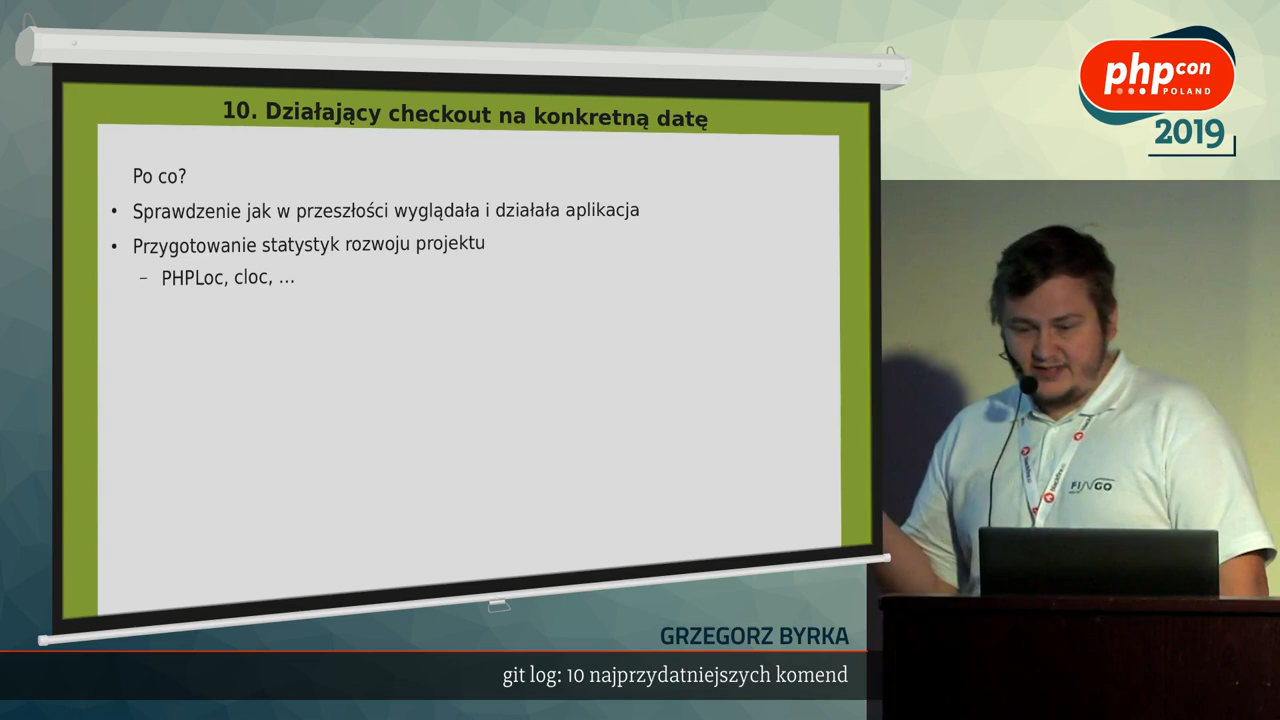 10. Działający checkout na konkretną datę
Po co?
• Sprawdzenie jak w przeszłości wyglądała i działała aplikacja
• Przygotowanie statystyk rozwoju projektu
– PHPLoc, cloc, ...
phpcon
POLAND
2019
FINGO
GRZEGORZ BYRKA
git log: 10 najprzydatniejszych komend